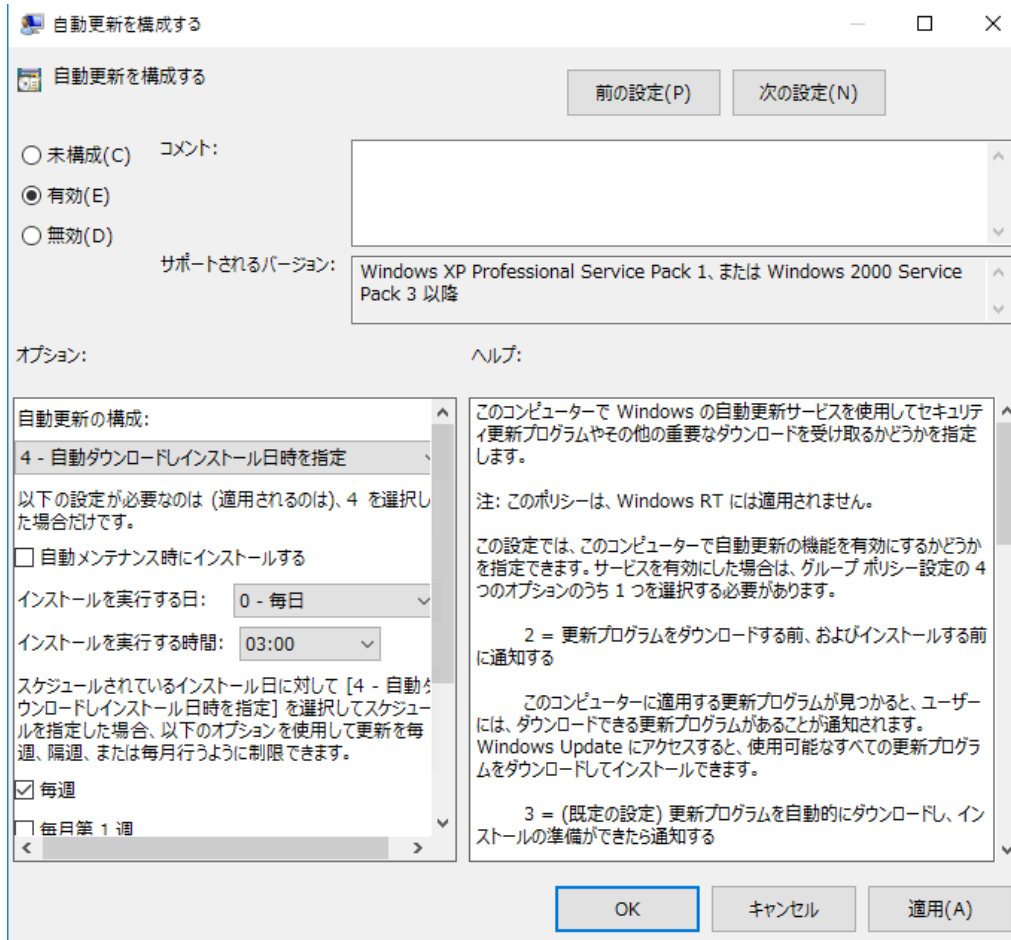 自動更新を構成する
自動更新を構成する
前の設定(P)
次の設定(N)
未構成(C)
コメント:
有効(E)
無効(D)
サポートされるバージョン:
Windows XP Professional Service Pack 1、または Windows 2000 Service
Pack 3 以降
オプション:
ヘルプ:
自動更新の構成:
4 - 自動ダウンロードしインストール日時を指定
以下の設定が必要なのは (適用されるのは)、4 を選択し
た場合だけです。
自動メンテナンス時にインストールする
インストールを実行する日:
0 - 毎日
インストールを実行する時間:
03:00
スケジュールされているインストール日に対して [4 - 自動ダ
ウンロードしインストール日時を指定] を選択してスケジュー
ルを指定した場合、以下のオプションを使用して更新を毎
週、隔週、または毎月行うように制限できます。
毎週
毎月第 1 週
このコンピューターで Windows の自動更新サービスを使用してセキュリテ
ィ更新プログラムやその他の重要なダウンロードを受け取るかどうかを指定
します。
注: このポリシーは、Windows RT には適用されません。
この設定では、このコンピューターで自動更新の機能を有効にするかどうか
を指定できます。サービスを有効にした場合は、グループ ポリシー設定の 4
つのオプションのうち 1 つを選択する必要があります。
2 = 更新プログラムをダウンロードする前、およびインストールする前
に通知する
このコンピューターに適用する更新プログラムが見つかると、ユーザー
には、ダウンロードできる更新プログラムがあることが通知されます。
Windows Update にアクセスすると、使用可能なすべての更新プログラ
ムをダウンロードしてインストールできます。
3 = (既定の設定) 更新プログラムを自動的にダウンロードし、イン
ストールの準備ができたら通知する
OK
キャンセル
適用(A)